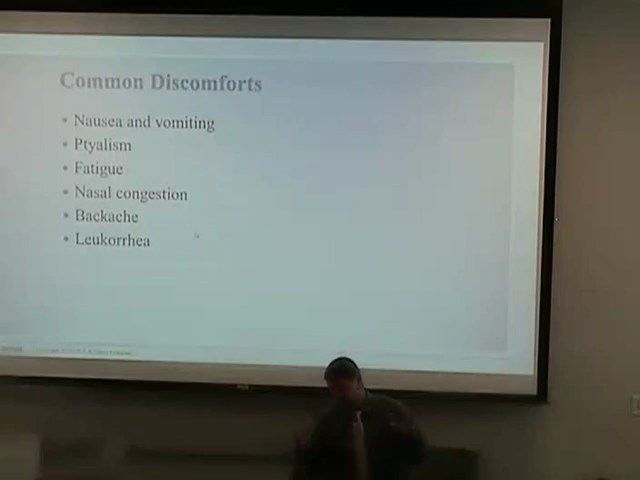 Common Discomforts
Nausea and vomiting
Ptyalism
Fatigue
Nasal congestion
Backache
Leukorrhea